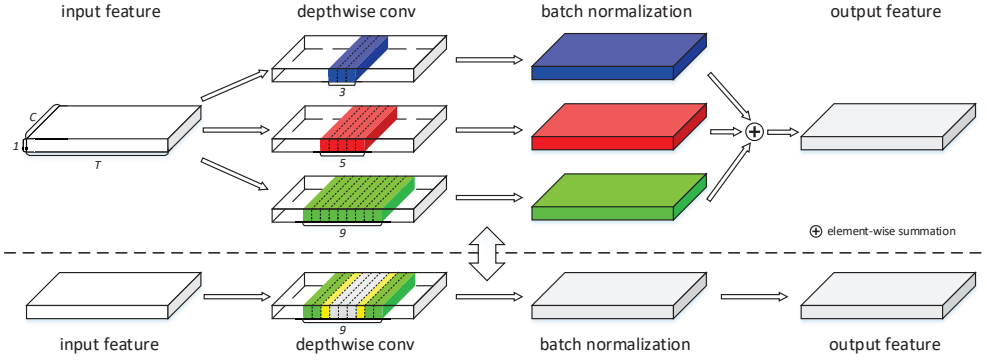 input feature
depthwise conv
batch normalization
output feature
3
C
1
T
5
9
⊕ element-wise summation
9
input feature
depthwise conv
batch normalization
output feature